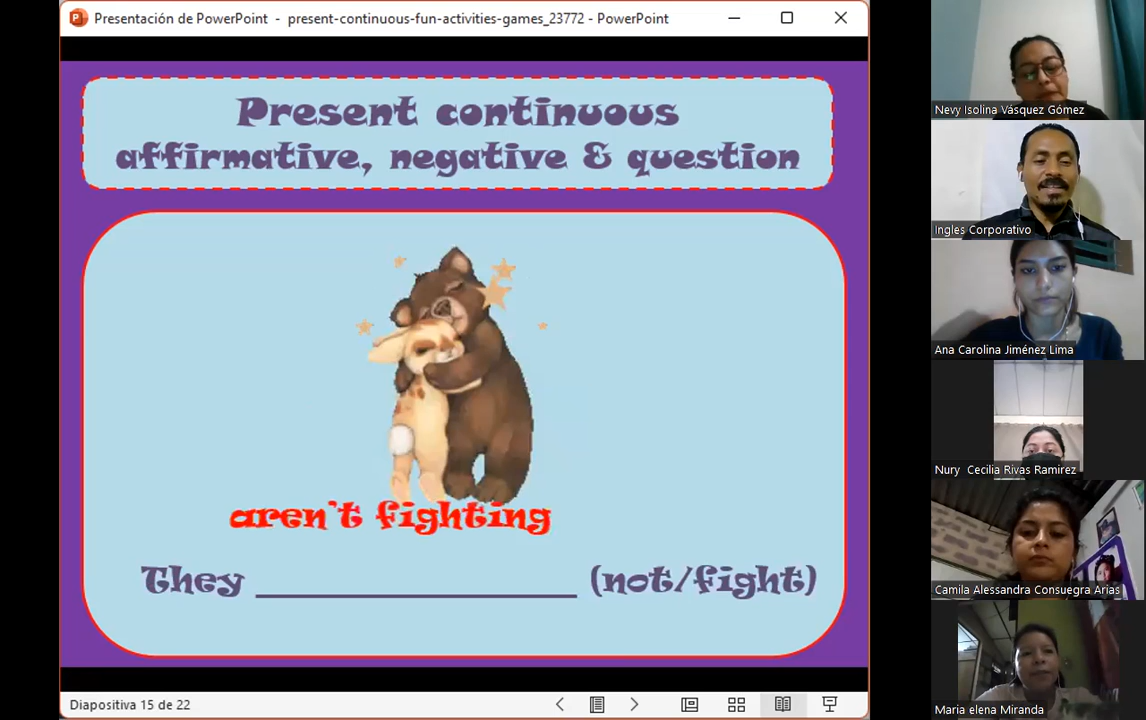 Presentación de PowerPoint - present-continuous-fun-activities-games_23772 - PowerPoint
Present continuous
affirmative, negative & question
aren't fighting
They ____________________ (not/fight)
Diapositiva 15 de 22
Nevy Isolina Vásquez Gómez
Ingles Corporativo
Ana Carolina Jiménez Lima
Nury Cecilia Rivas Ramirez
Camila Alessandra Consuegra Arias
Maria elena Miranda